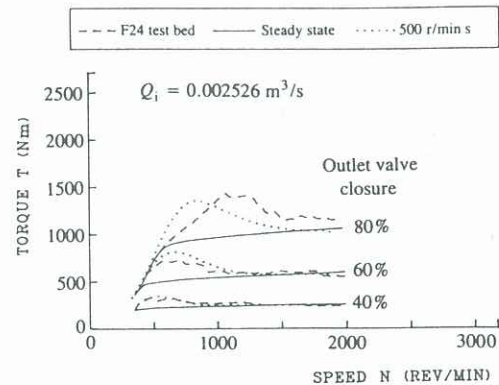 F24 test bed
Steady state
500 r/min s
Q_i = 0.002526 m³/s
TORQUE T (Nm)
2500
2000
1500
1000
500
0
Outlet valve
closure
80%
60%
40%
0 1000 2000 3000
SPEED N (REV/MIN)